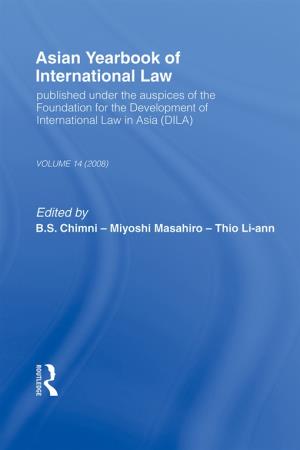 Asian Yearbook of
International Law
published under the auspices of the
Foundation for the Development of
International Law in Asia (DILA)
VOLUME 14 (2008)
Edited by
B.S. Chimni – Miyoshi Masahiro – Thio Li-ann
ROUTLEDGE